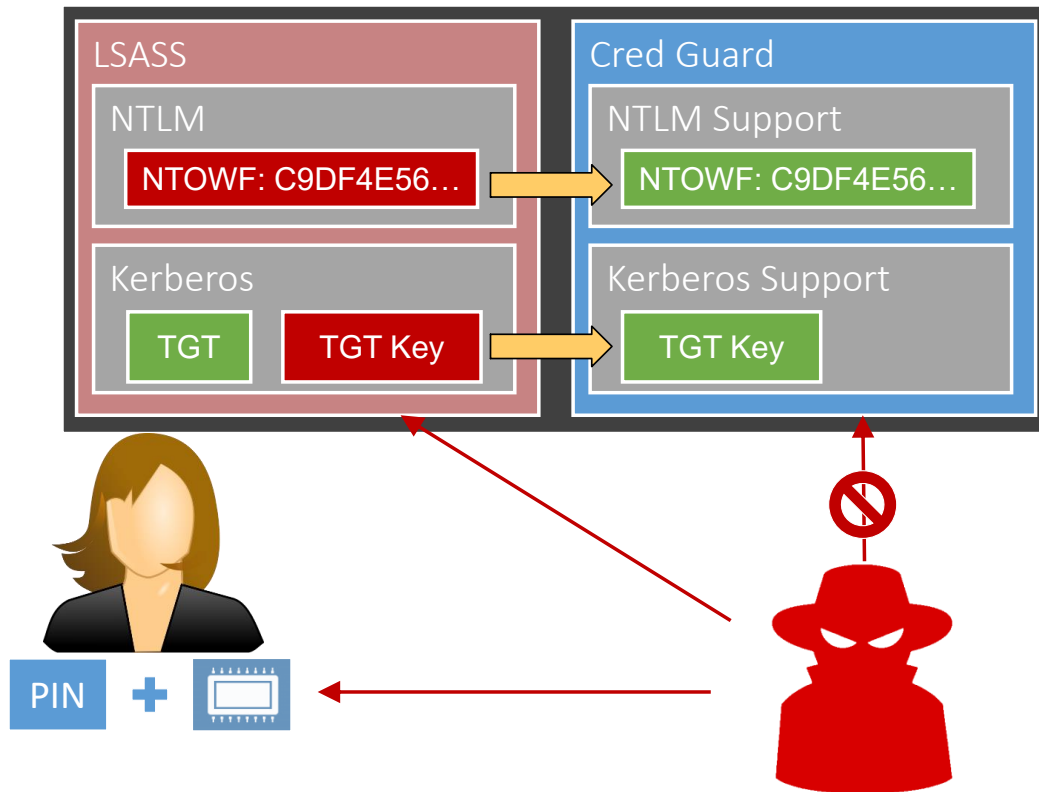 LSASS
NTLM
NTOWF: C9DF4E56…
Kerberos
TGT
TGT Key
Cred Guard
NTLM Support
NTOWF: C9DF4E56…
Kerberos Support
TGT Key
PIN